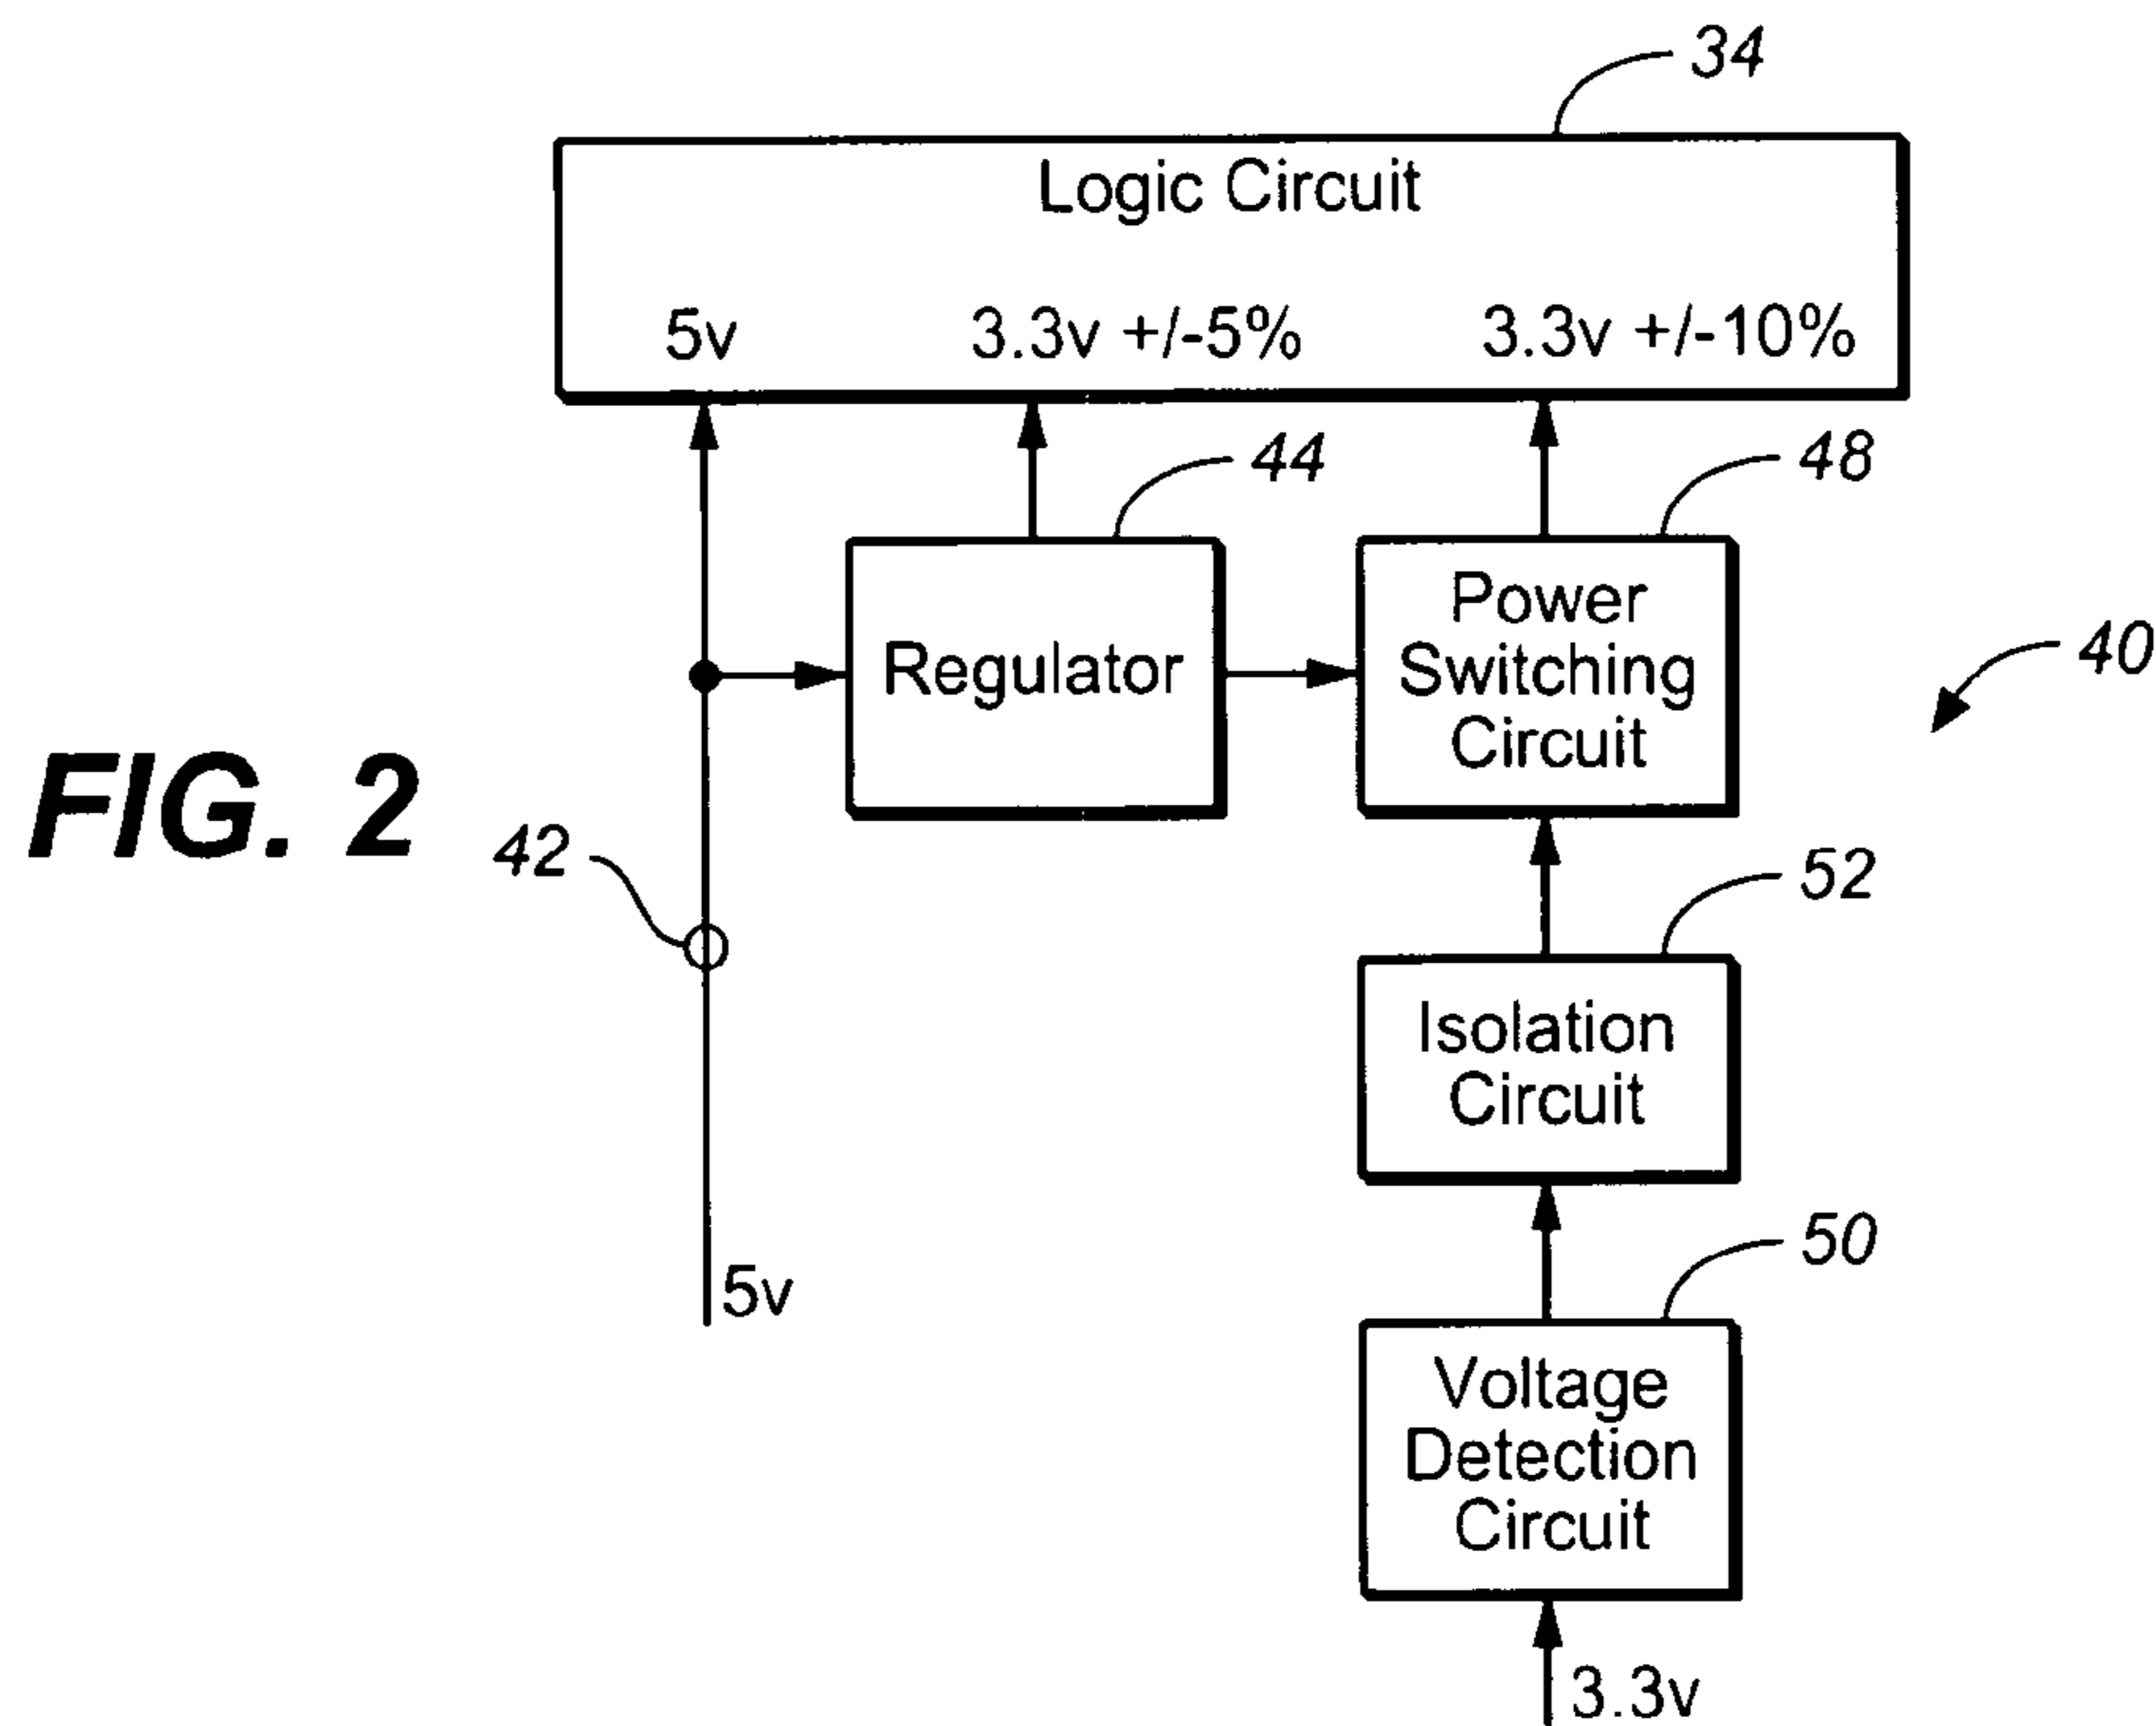 34
Logic Circuit
5v 3.3v +/-5% 3.3v +/-10%
44
48
Regulator
Power
Switching
Circuit
40
FIG. 2
42
52
Isolation
Circuit
50
5v
Voltage
Detection
Circuit
3.3v